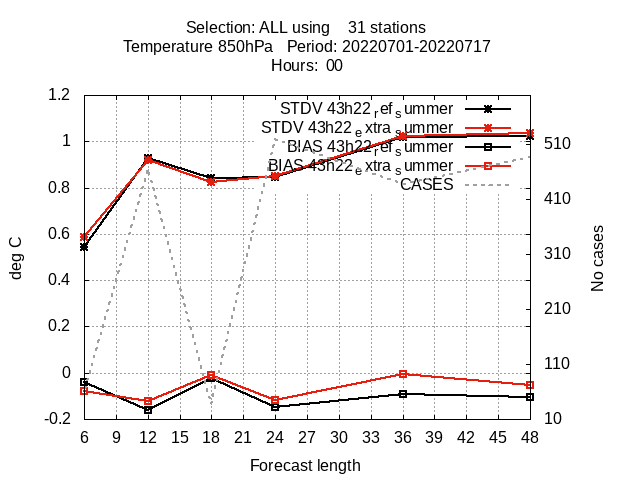 Selection: ALL using 31 stations
Temperature 850hPa Period: 20220701-20220717
Hours: 00
STDV 43h22_ref_summer
STDV 43h22_extra_summer
BIAS 43h22_ref_summer
BIAS 43h22_extra_summer
CASES
1.2
1
0.8
0.6
0.4
0.2
0
-0.2
deg C
510
410
310
210
110
10
No cases
6 9 12 15 18 21 24 27 30 33 36 39 42 45 48
Forecast length